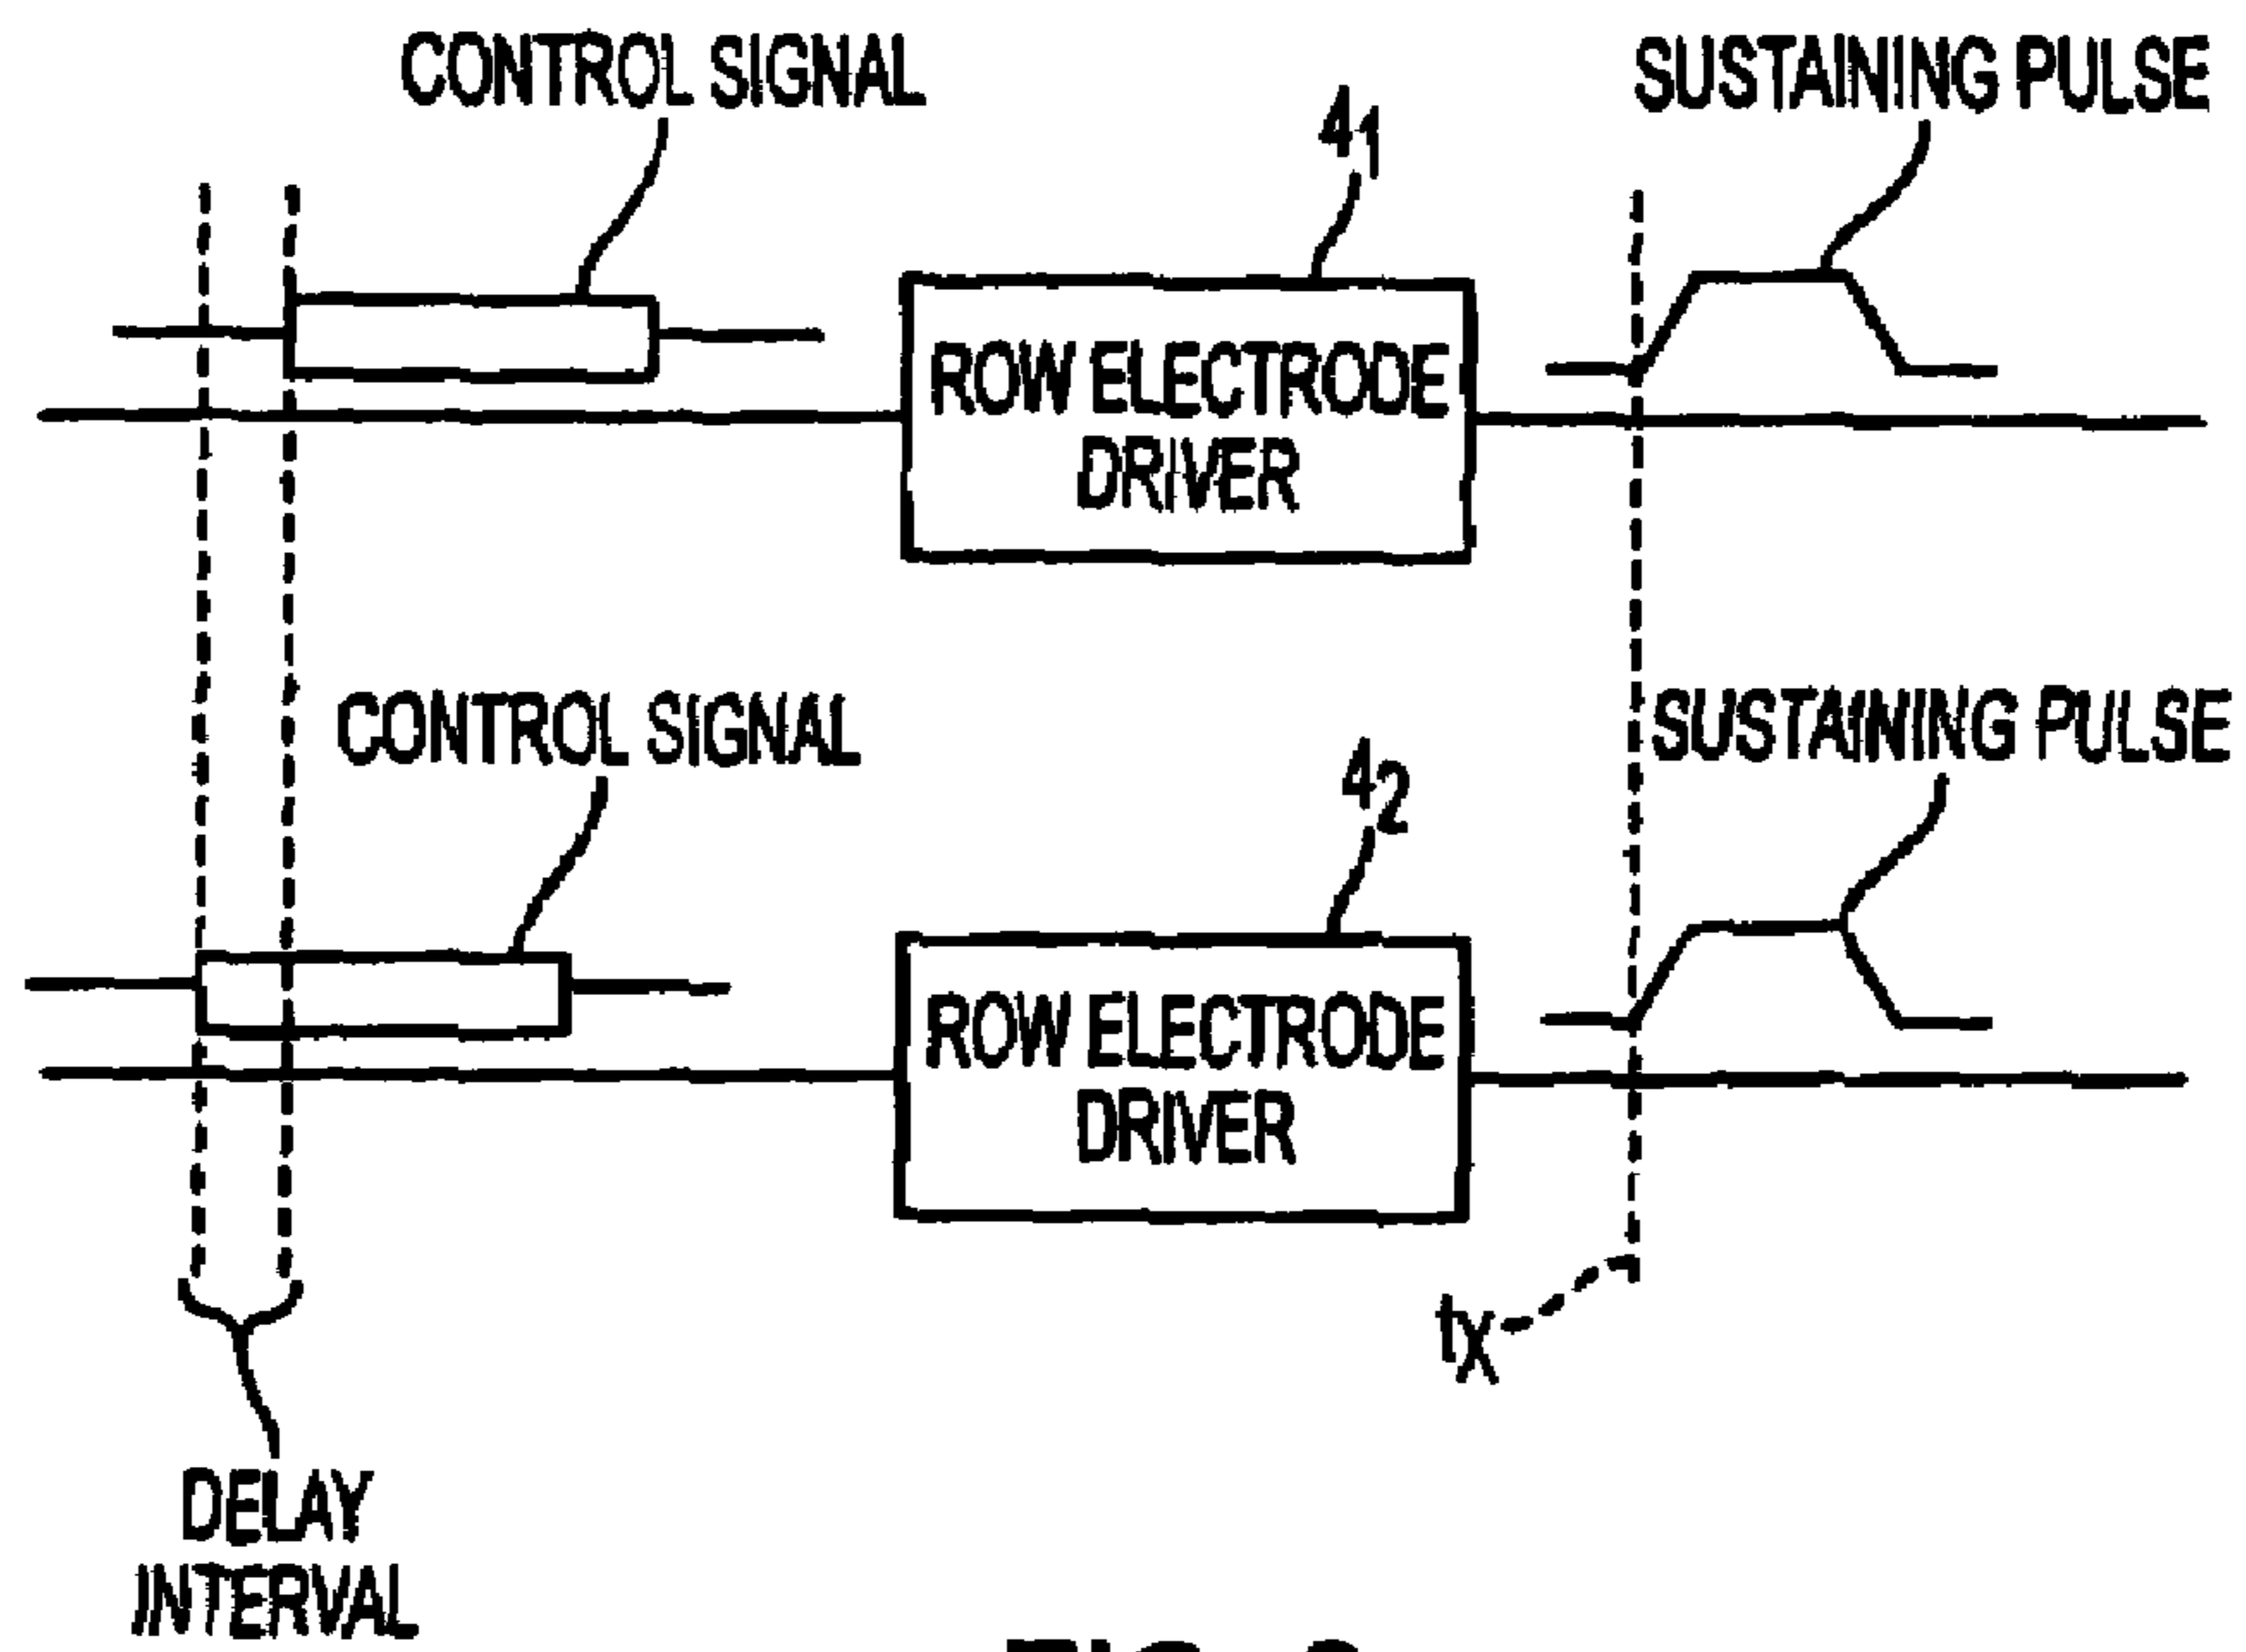 CONTROL SIGNAL
SUSTAINING PULSE
41
ROW ELECTRODE
DRIVER
CONTROL SIGNAL
SUSTAINING PULSE
42
ROW ELECTRODE
DRIVER
tx
DELAY
INTERVAL